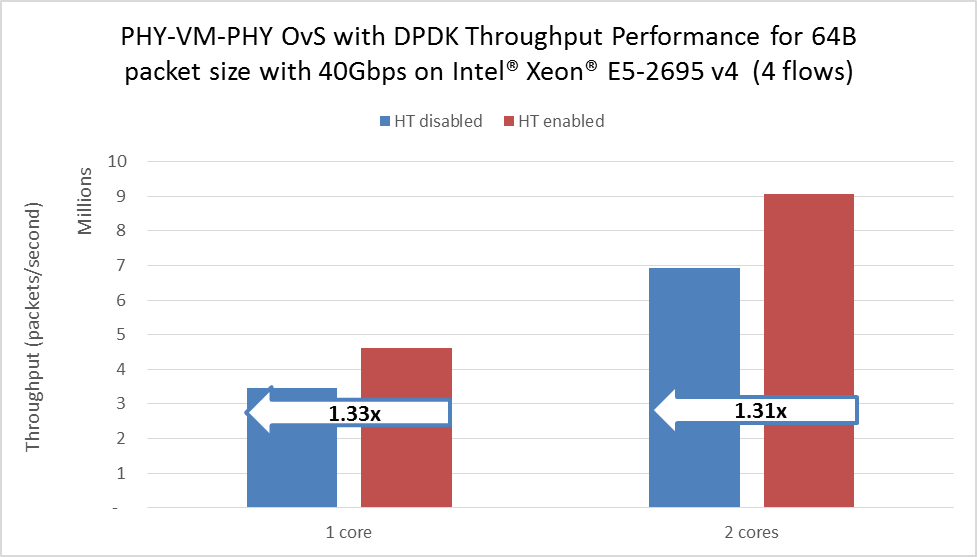 PHY-VM-PHY OvS with DPDK Throughput Performance for 64B
packet size with 40Gbps on Intel® Xeon® E5-2695 v4 (4 flows)
HT disabled
HT enabled
Throughput (packets/second)
Millions
10
9
8
7
6
5
4
3
2
1
-
1.33x
1.31x
1 core
2 cores